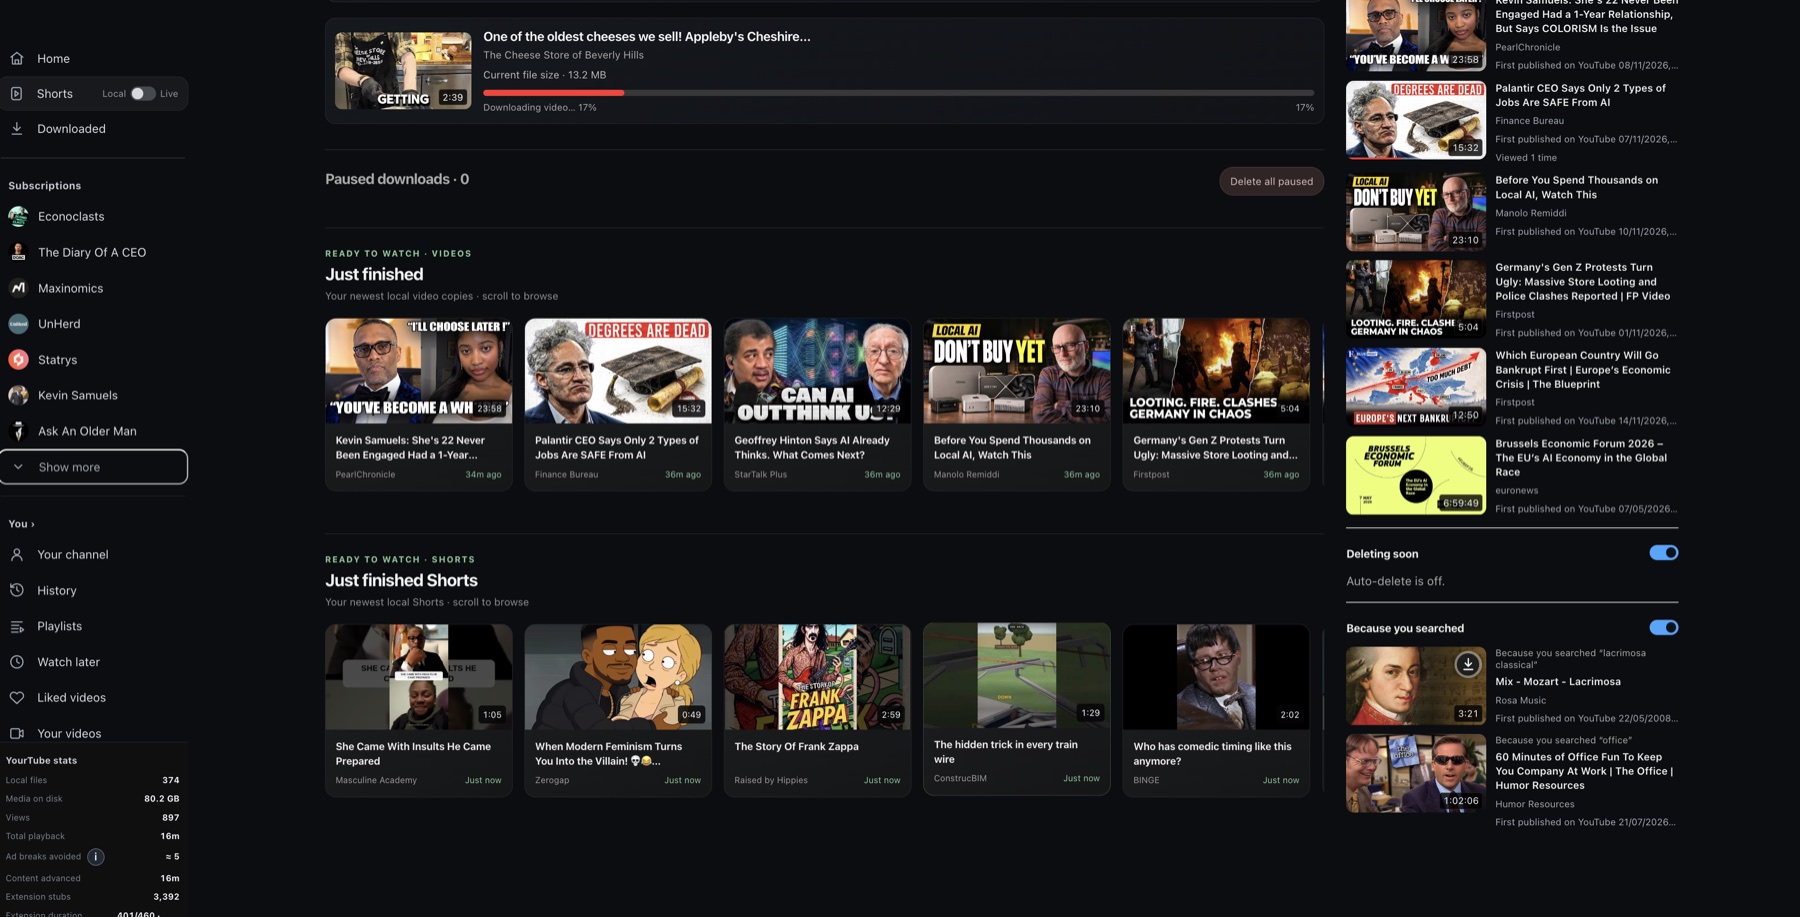 Home
Shorts
Local
Live
Downloaded
Subscriptions
Econoclasts
The Diary Of A CEO
Maxinomics
UnHerd
Statrys
Kevin Samuels
Ask An Older Man
Show more
You ›
Your channel
History
Playlists
Watch later
Liked videos
Your videos
YourTube stats
Local files 374
Media on disk 80.2 GB
Views 897
Total playback 16m
Ad breaks avoided i ≈ 5
Content advanced 16m
Extension stubs 3,392
Extension duration 401/460 ·
GETTING
2:39
One of the oldest cheeses we sell! Appleby's Cheshire...
The Cheese Store of Beverly Hills
Current file size · 13.2 MB
Downloading video... 17%
17%
Paused downloads · 0
Delete all paused
READY TO WATCH · VIDEOS
Just finished
Your newest local video copies · scroll to browse
"I'LL CHOOSE LATER !"
"YOU'VE BECOME A WH
23:58
Kevin Samuels: She's 22 Never
Been Engaged Had a 1-Year...
PearlChronicle
34m ago
DEGREES ARE DEAD
15:32
Palantir CEO Says Only 2 Types of
Jobs Are SAFE From AI
Finance Bureau
36m ago
CAN AI
OUTTHINK US
12:29
Geoffrey Hinton Says AI Already
Thinks. What Comes Next?
StarTalk Plus
36m ago
LOCAL AI
DON'T BUY YET
23:10
Before You Spend Thousands on
Local AI, Watch This
Manolo Remiddi
36m ago
LOOTING. FIRE. CLASHES
GERMANY IN CHAOS
5:04
Germany's Gen Z Protests Turn
Ugly: Massive Store Looting and...
Firstpost
36m ago
READY TO WATCH · SHORTS
Just finished Shorts
Your newest local Shorts · scroll to browse
1:05
She Came With Insults He Came
Prepared
Masculine Academy
Just now
0:49
When Modern Feminism Turns
You Into the Villain! 💀😂...
Zerogap
Just now
THE STORY OF
FRANK
ZAPPA
2:59
The Story Of Frank Zappa
Raised by Hippies
Just now
DOWN
1:29
The hidden trick in every train
wire
ConstrucBIM
Just now
2:02
Who has comedic timing like this
anymore?
BINGE
Just now
"YOU'VE BECOME A W
23:58
Kevin Samuels: She's 22 Never Been
Engaged Had a 1-Year Relationship,
But Says COLORISM Is the Issue
PearlChronicle
First published on YouTube 08/11/2026,...
DEGREES ARE DEAD
15:32
Palantir CEO Says Only 2 Types of
Jobs Are SAFE From AI
Finance Bureau
First published on YouTube 07/11/2026,...
Viewed 1 time
LOCAL AI
DON'T BUY YET
23:10
Before You Spend Thousands on
Local AI, Watch This
Manolo Remiddi
First published on YouTube 10/11/2026,...
LOOTING. FIRE. CLASHE
GERMANY IN CHAOS
5:04
Germany's Gen Z Protests Turn
Ugly: Massive Store Looting and
Police Clashes Reported | FP Video
Firstpost
First published on YouTube 01/11/2026,...
TOO MUCH DEBT
EUROPE'S NEXT BANKRU
12:50
Which European Country Will Go
Bankrupt First | Europe's Economic
Crisis | The Blueprint
Firstpost
First published on YouTube 14/11/2026,...
BRUSSELS
ECONOMIC
FORUM
7 MAY
6:59:49
Brussels Economic Forum 2026 –
The EU's AI Economy in the Global
Race
euronews
First published on YouTube 07/05/2026...
Deleting soon
Auto-delete is off.
Because you searched
3:21
Because you searched "lacrimosa
classical"
Mix - Mozart - Lacrimosa
Rosa Music
First published on YouTube 22/05/2008...
1:02:06
Because you searched "office"
60 Minutes of Office Fun To Keep
You Company At Work | The Office |
Humor Resources
Humor Resources
First published on YouTube 21/07/2026...